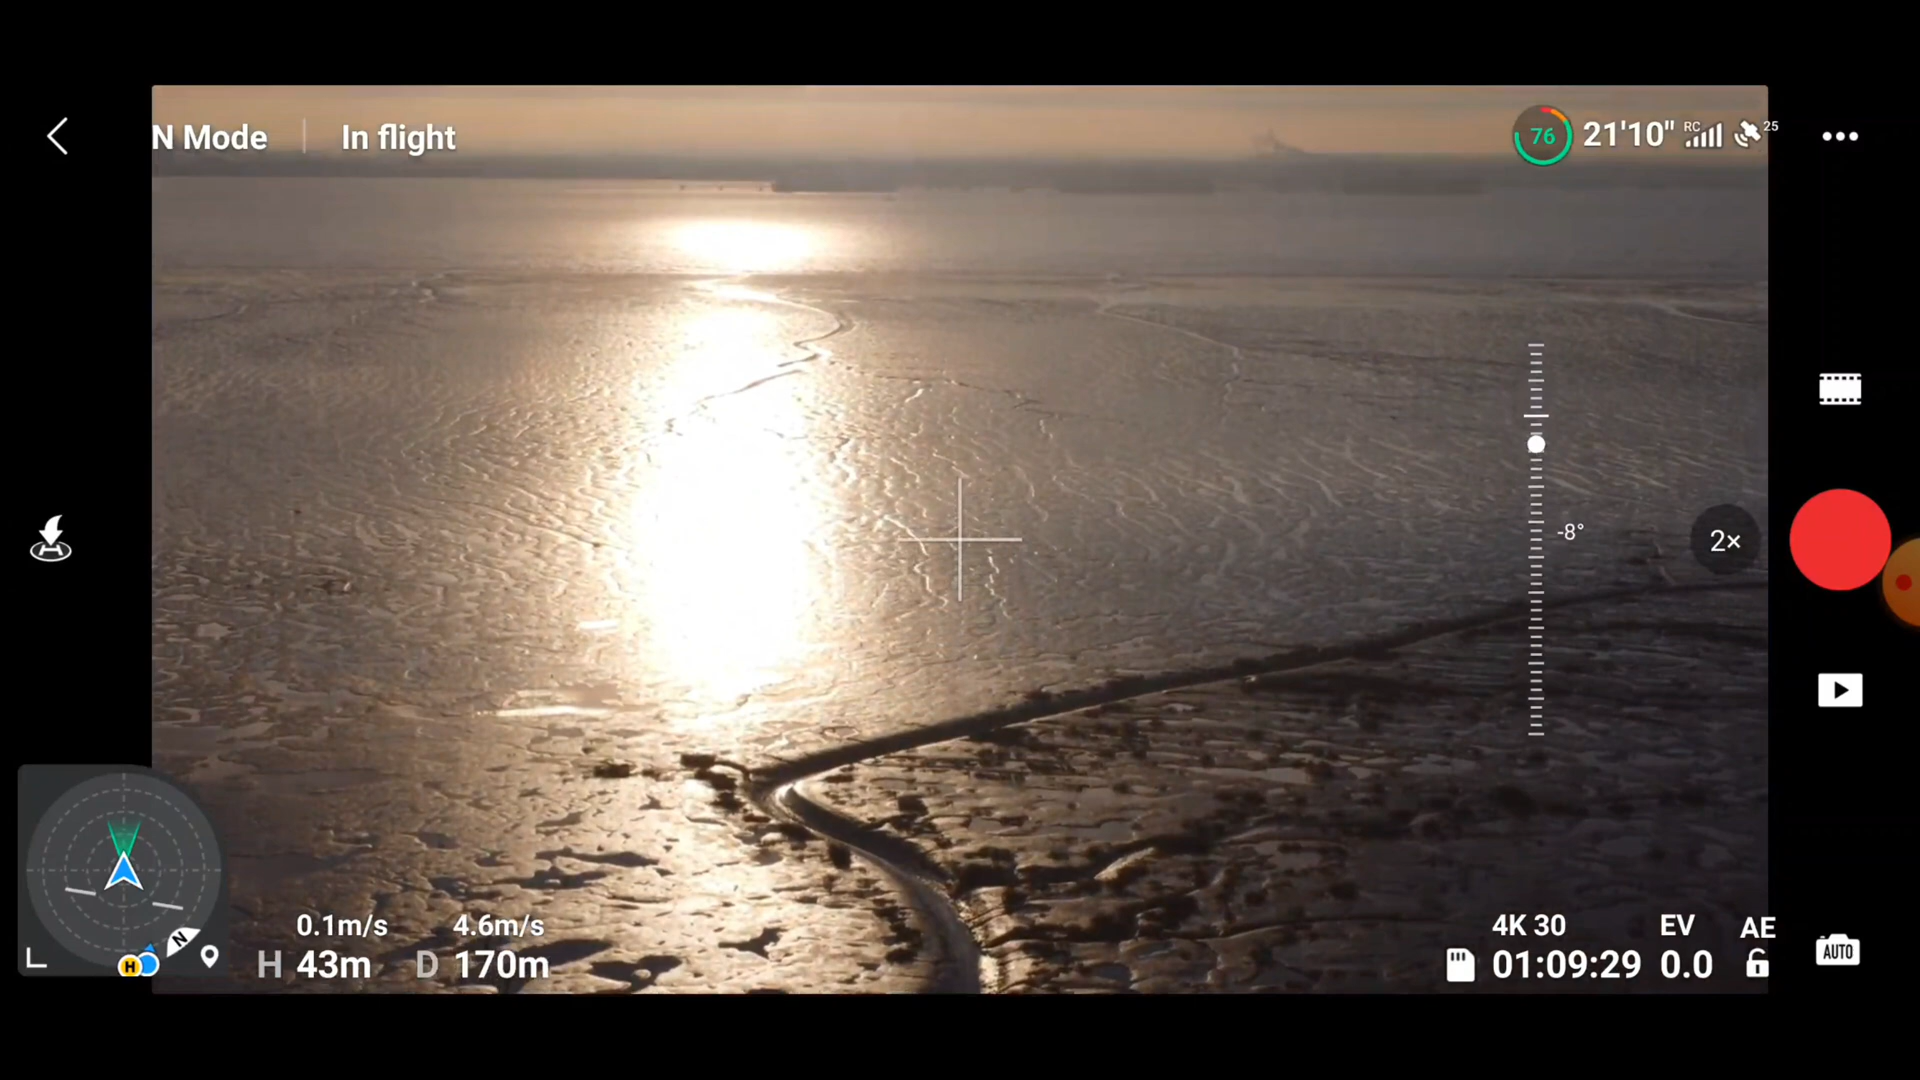 N Mode In flight
76 21'10" RC 25
-8°
2×
N
H
0.1m/s 4.6m/s
H 43m D 170m
4K 30 EV AE
01:09:29 0.0
AUTO